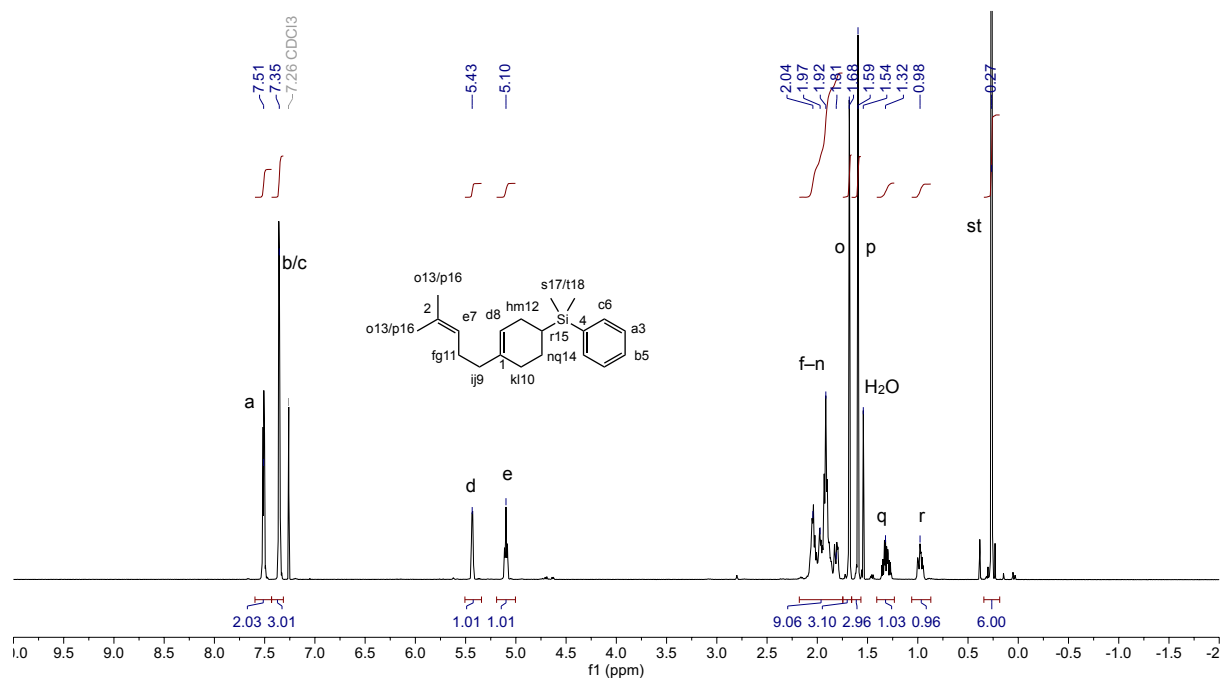 7.51
7.35
7.26 CDCl3
5.43
5.10
2.04
1.97
1.92
1.81
1.68
1.59
1.54
1.32
0.98
0.27
st
o
p
b/c
o13/p16
s17/t18
2
e7
d8
hm12
Si
4
c6
a3
o13/p16
r15
b5
fg11
1
nq14
ij9
kl10
f–n
H₂O
a
d
e
q
r
2.03
3.01
1.01
1.01
9.06
3.10
2.96
1.03
0.96
6.00
0.0 9.5 9.0 8.5 8.0 7.5 7.0 6.5 6.0 5.5 5.0 4.5 4.0 3.5 3.0 2.5 2.0 1.5 1.0 0.5 0.0 -0.5 -1.0 -1.5 -2
f1 (ppm)